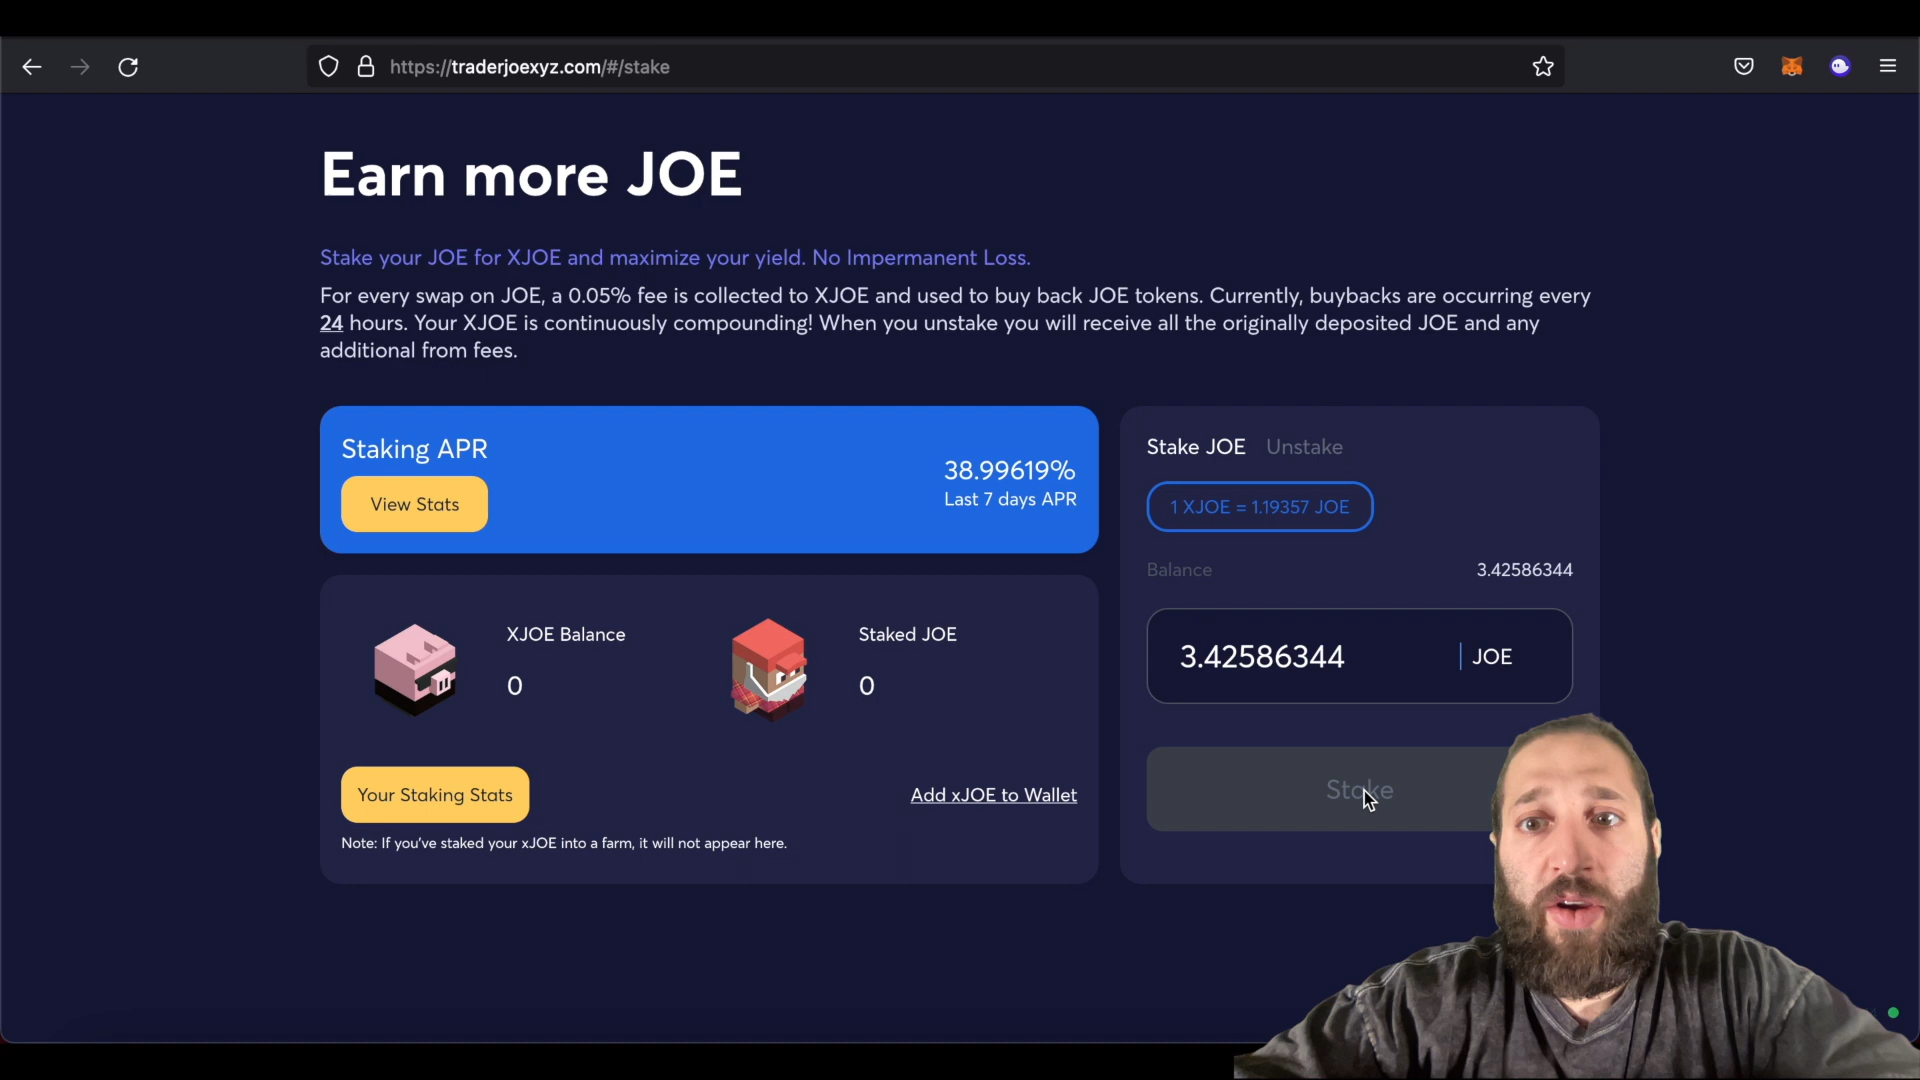 https://traderjoexyz.com/#/stake
Earn more JOE
Stake your JOE for XJOE and maximize your yield. No Impermanent Loss.
For every swap on JOE, a 0.05% fee is collected to XJOE and used to buy back JOE tokens. Currently, buybacks are occurring every
24 hours. Your XJOE is continuously compounding! When you unstake you will receive all the originally deposited JOE and any
additional from fees.
Staking APR
View Stats
38.99619%
Last 7 days APR
XJOE Balance
0
Staked JOE
0
Your Staking Stats
Add xJOE to Wallet
Note: If you've staked your xJOE into a farm, it will not appear here.
Stake JOE Unstake
1 XJOE = 1.19357 JOE
Balance 3.42586344
3.42586344 JOE
Stake